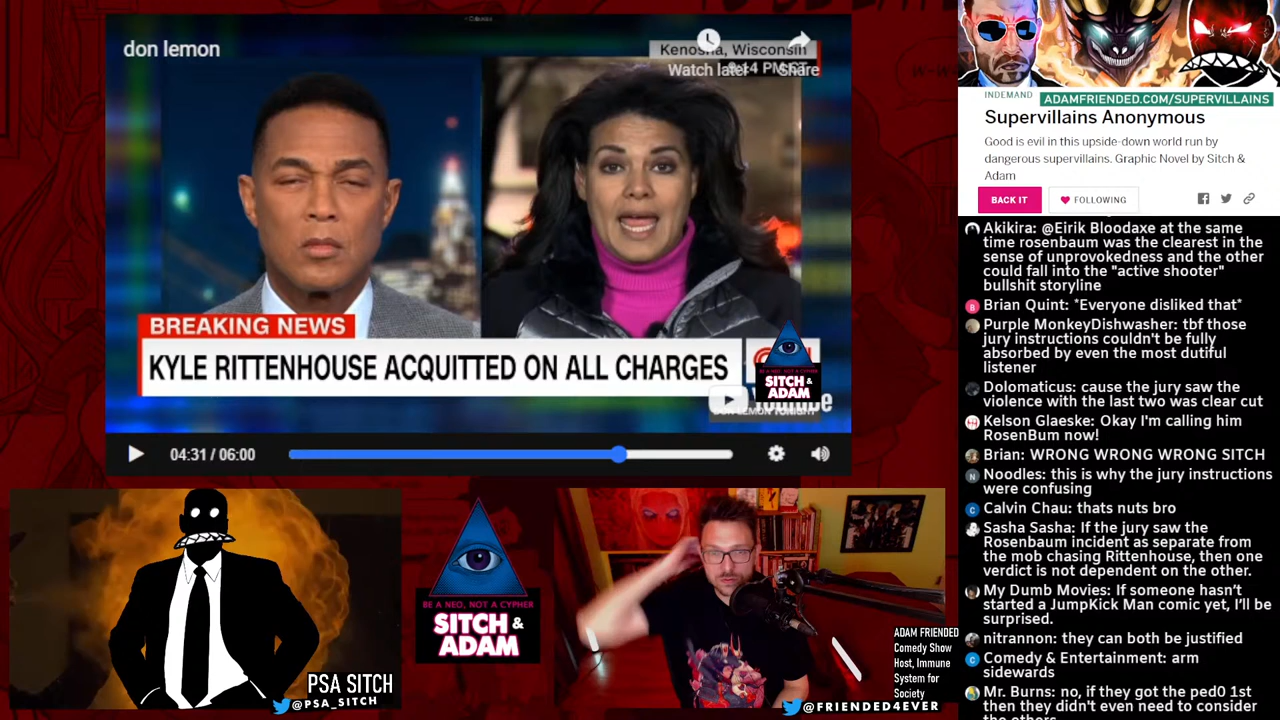 don lemon
Kenosha, Wisconsin
Watch later
Share
BREAKING NEWS
KYLE RITTENHOUSE ACQUITTED ON ALL CHARGES
SITCH &
ADAM
04:31 / 06:00
PSA SITCH
@PSA_SITCH
BE A NEO, NOT A CYPHER
SITCH &
ADAM
ADAM FRIENDED
Comedy Show
Host, Immune
System for
Society
@FRIENDED4EVER
INDEMAND
ADAMFRIENDED.COM/SUPERVILLAINS
Supervillains Anonymous
Good is evil in this upside-down world run by
dangerous supervillains. Graphic Novel by Sitch &
Adam
BACK IT
FOLLOWING
Akikira: @Eirik Bloodaxe at the same
time rosenbaum was the clearest in the
sense of unprovokedness and the other
could fall into the "active shooter"
bullshit storyline
Brian Quint: *Everyone disliked that*
Purple MonkeyDishwasher: tbf those
jury instructions couldn't be fully
absorbed by even the most dutiful
listener
Dolomaticus: cause the jury saw the
violence with the last two was clear cut
Kelson Glaeske: Okay I'm calling him
RosenBum now!
Brian: WRONG WRONG WRONG SITCH
Noodles: this is why the jury instructions
were confusing
Calvin Chau: thats nuts bro
Sasha Sasha: If the jury saw the
Rosenbaum incident as separate from
the mob chasing Rittenhouse, then one
verdict is not dependent on the other.
My Dumb Movies: If someone hasn't
started a JumpKick Man comic yet, I'll be
surprised.
nitrannon: they can both be justified
Comedy & Entertainment: arm
sidewards
Mr. Burns: no, if they got the ped0 1st
then they didn't even need to consider